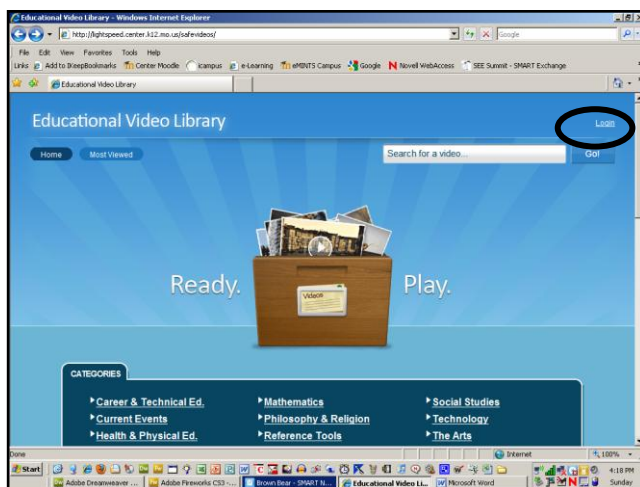 Educational Video Library - Windows Internet Explorer
http://lightspeed.center.k12.mo.us/safevideos/
Google
File Edit View Favorites Tools Help
Links Add to IKeepBookmarks Center Moodle icampus e-Learning eMINTS Campus Google Novell WebAccess SEE Summit - SMART Exchange
Educational Video Library
Educational Video Library
Login
Home Most Viewed Search for a video... Go!
Ready. Play.
Videos
CATEGORIES
Career & Technical Ed. Mathematics Social Studies
Current Events Philosophy & Religion Technology
Health & Physical Ed. Reference Tools The Arts
Done Internet 100%
Start 4:18 PM
Adobe Dreamweaver ... Adobe Fireworks CS3 -... Brown Bear - SMART N... Educational Video Li... Microsoft Word Sunday